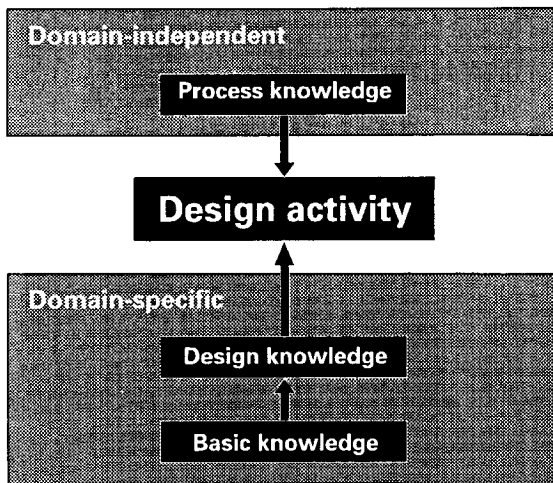 Domain-independent
Process knowledge
Design activity
Domain-specific
Design knowledge
Basic knowledge